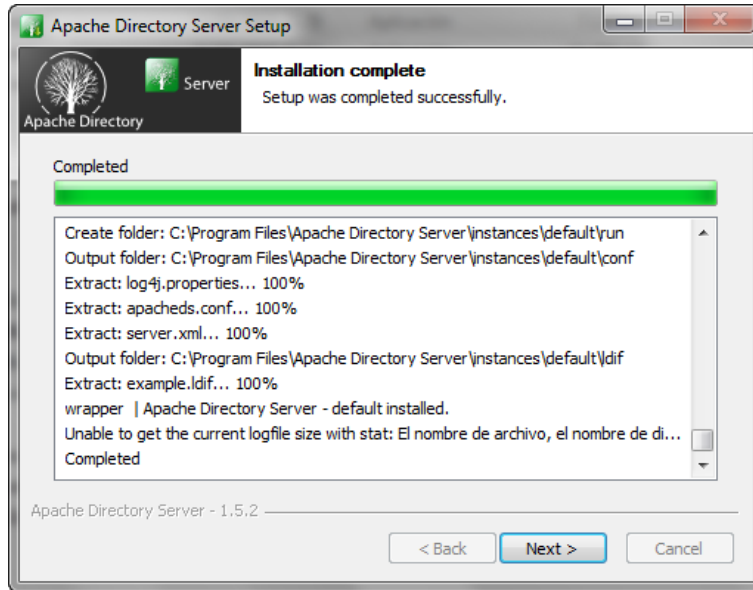 Apache Directory Server Setup
Server
Apache Directory
Installation complete
Setup was completed successfully.
Completed
Create folder: C:\Program Files\Apache Directory Server\instances\default\run
Output folder: C:\Program Files\Apache Directory Server\instances\default\conf
Extract: log4j.properties... 100%
Extract: apacheds.conf... 100%
Extract: server.xml... 100%
Output folder: C:\Program Files\Apache Directory Server\instances\default\ldif
Extract: example.ldif... 100%
wrapper | Apache Directory Server - default installed.
Unable to get the current logfile size with stat: El nombre de archivo, el nombre de di...
Completed
Apache Directory Server - 1.5.2
< Back Next > Cancel